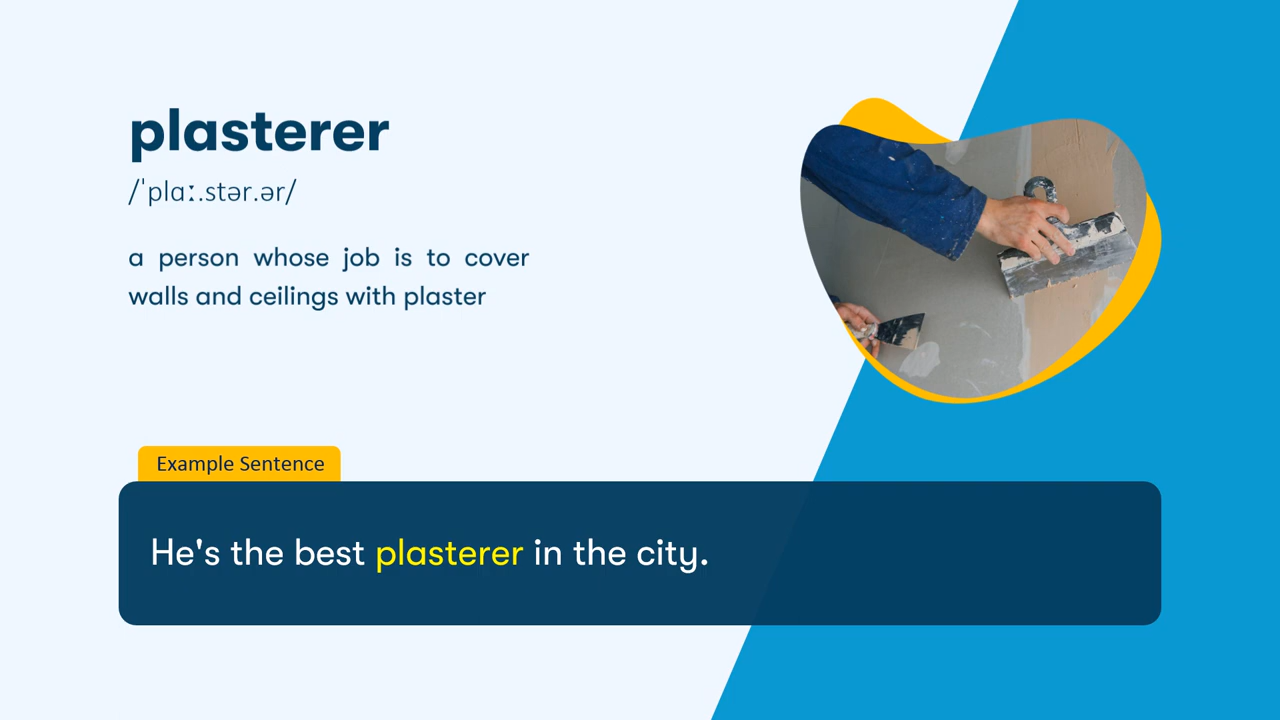 plasterer
/ˈplɑː.stər.ər/
a person whose job is to cover
walls and ceilings with plaster
Example Sentence
He's the best plasterer in the city.